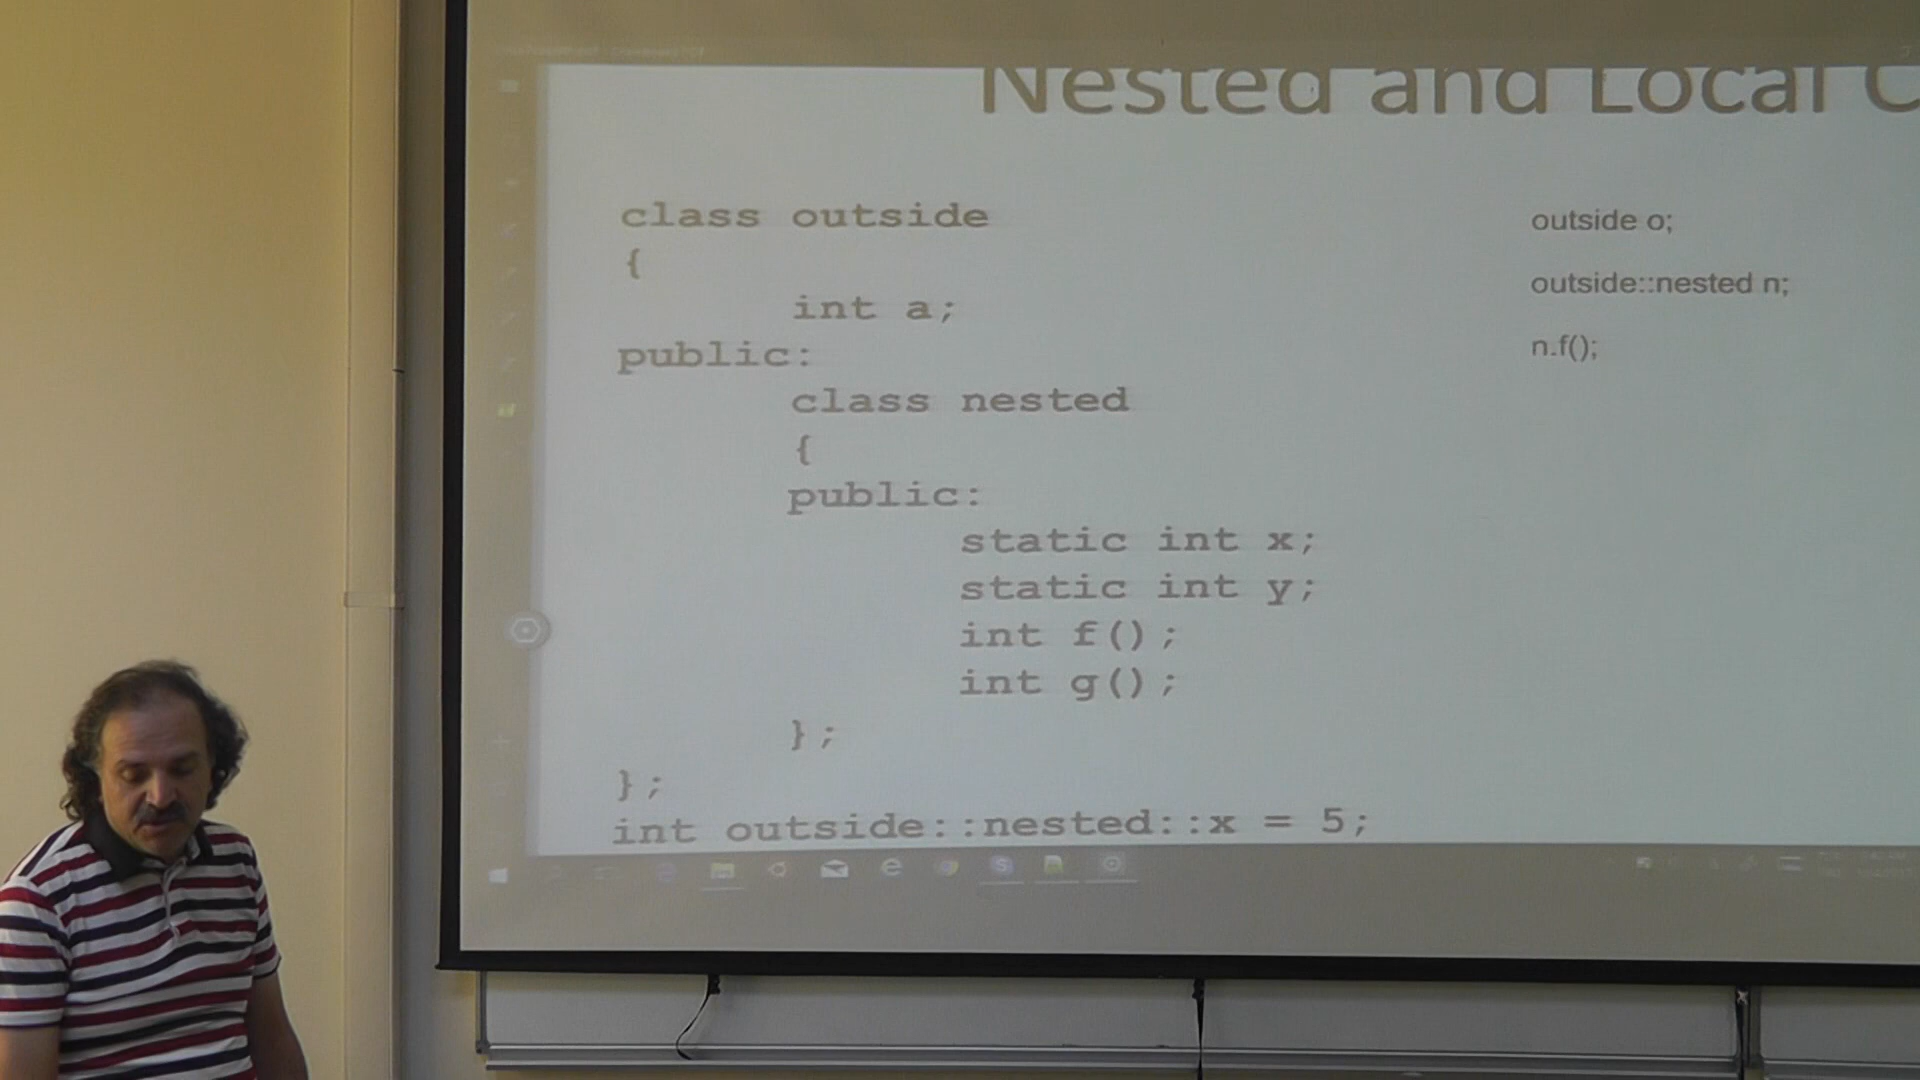 Nested and Local C
class outside
{
int a;
public:
class nested
{
public:
static int x;
static int y;
int f();
int g();
};
};
int outside::nested::x = 5;
outside o;
outside::nested n;
n.f();